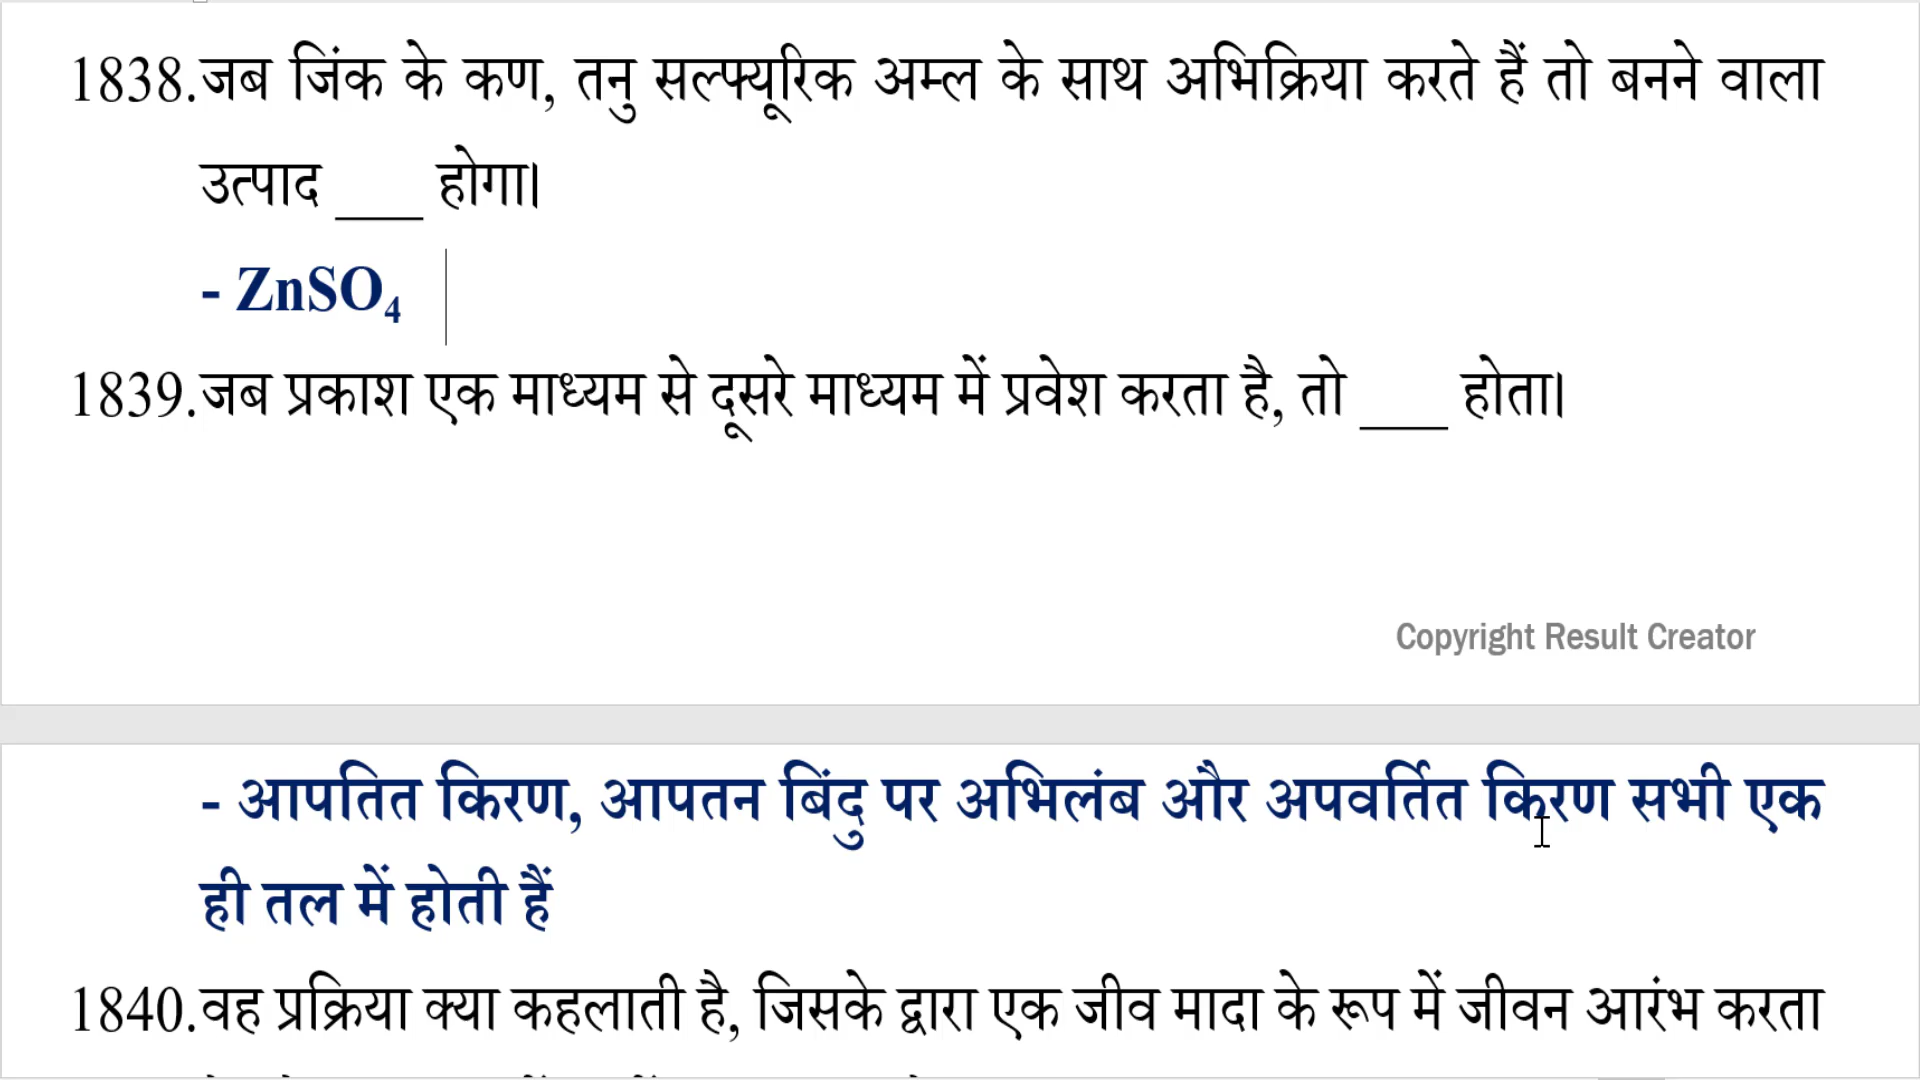 1838.जब जिंक के कण, तनु सल्फ्यूरिक अम्ल के साथ अभिक्रिया करते हैं तो बनने वाला
उत्पाद ___ होगा।
- ZnSO₄
1839.जब प्रकाश एक माध्यम से दूसरे माध्यम में प्रवेश करता है, तो ___ होता।
Copyright Result Creator
- आपतित किरण, आपतन बिंदु पर अभिलंब और अपवर्तित किरण सभी एक
ही तल में होती हैं
1840.वह प्रक्रिया क्या कहलाती है, जिसके द्वारा एक जीव मादा के रूप में जीवन आरंभ करता